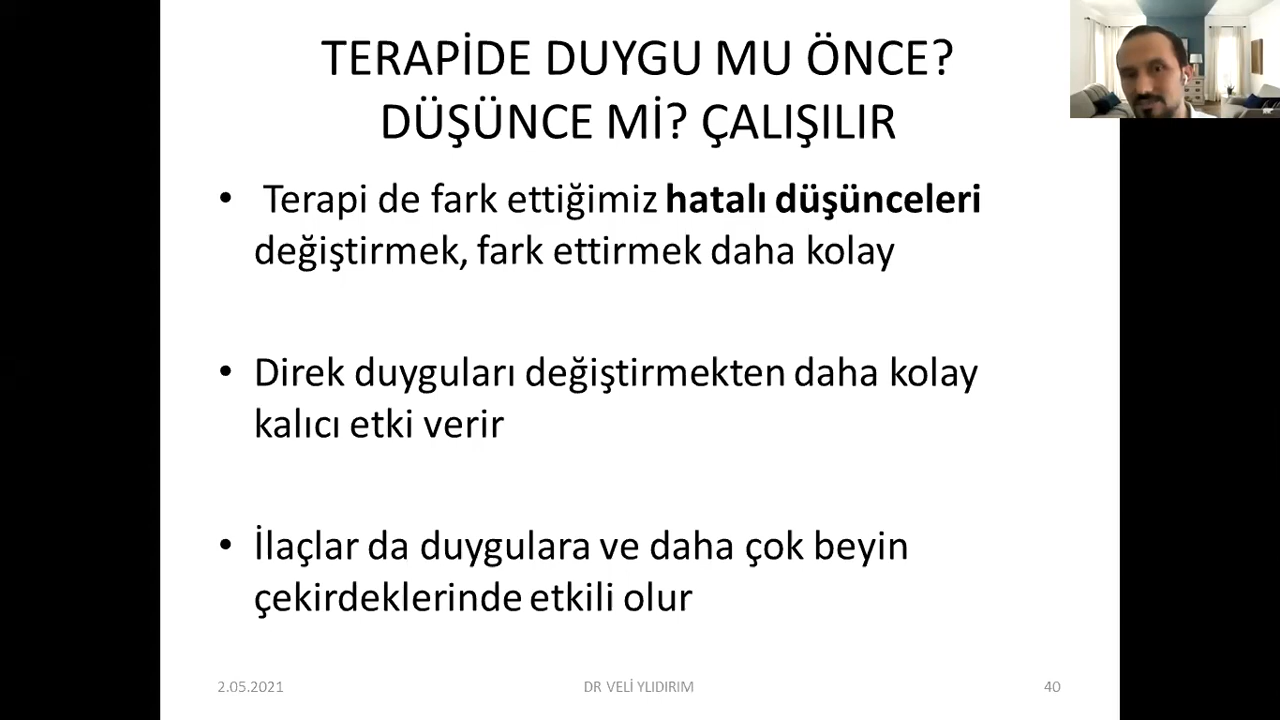 TERAPİDE DUYGU MU ÖNCE?
DÜŞÜNCE Mİ? ÇALIŞILIR
• Terapi de fark ettiğimiz hatalı düşünceleri
değiştirmek, fark ettirmek daha kolay
• Direk duyguları değiştirmekten daha kolay
kalıcı etki verir
• İlaçlar da duygulara ve daha çok beyin
çekirdeklerinde etkili olur
2.05.2021
DR VELİ YLIDIRIM
40